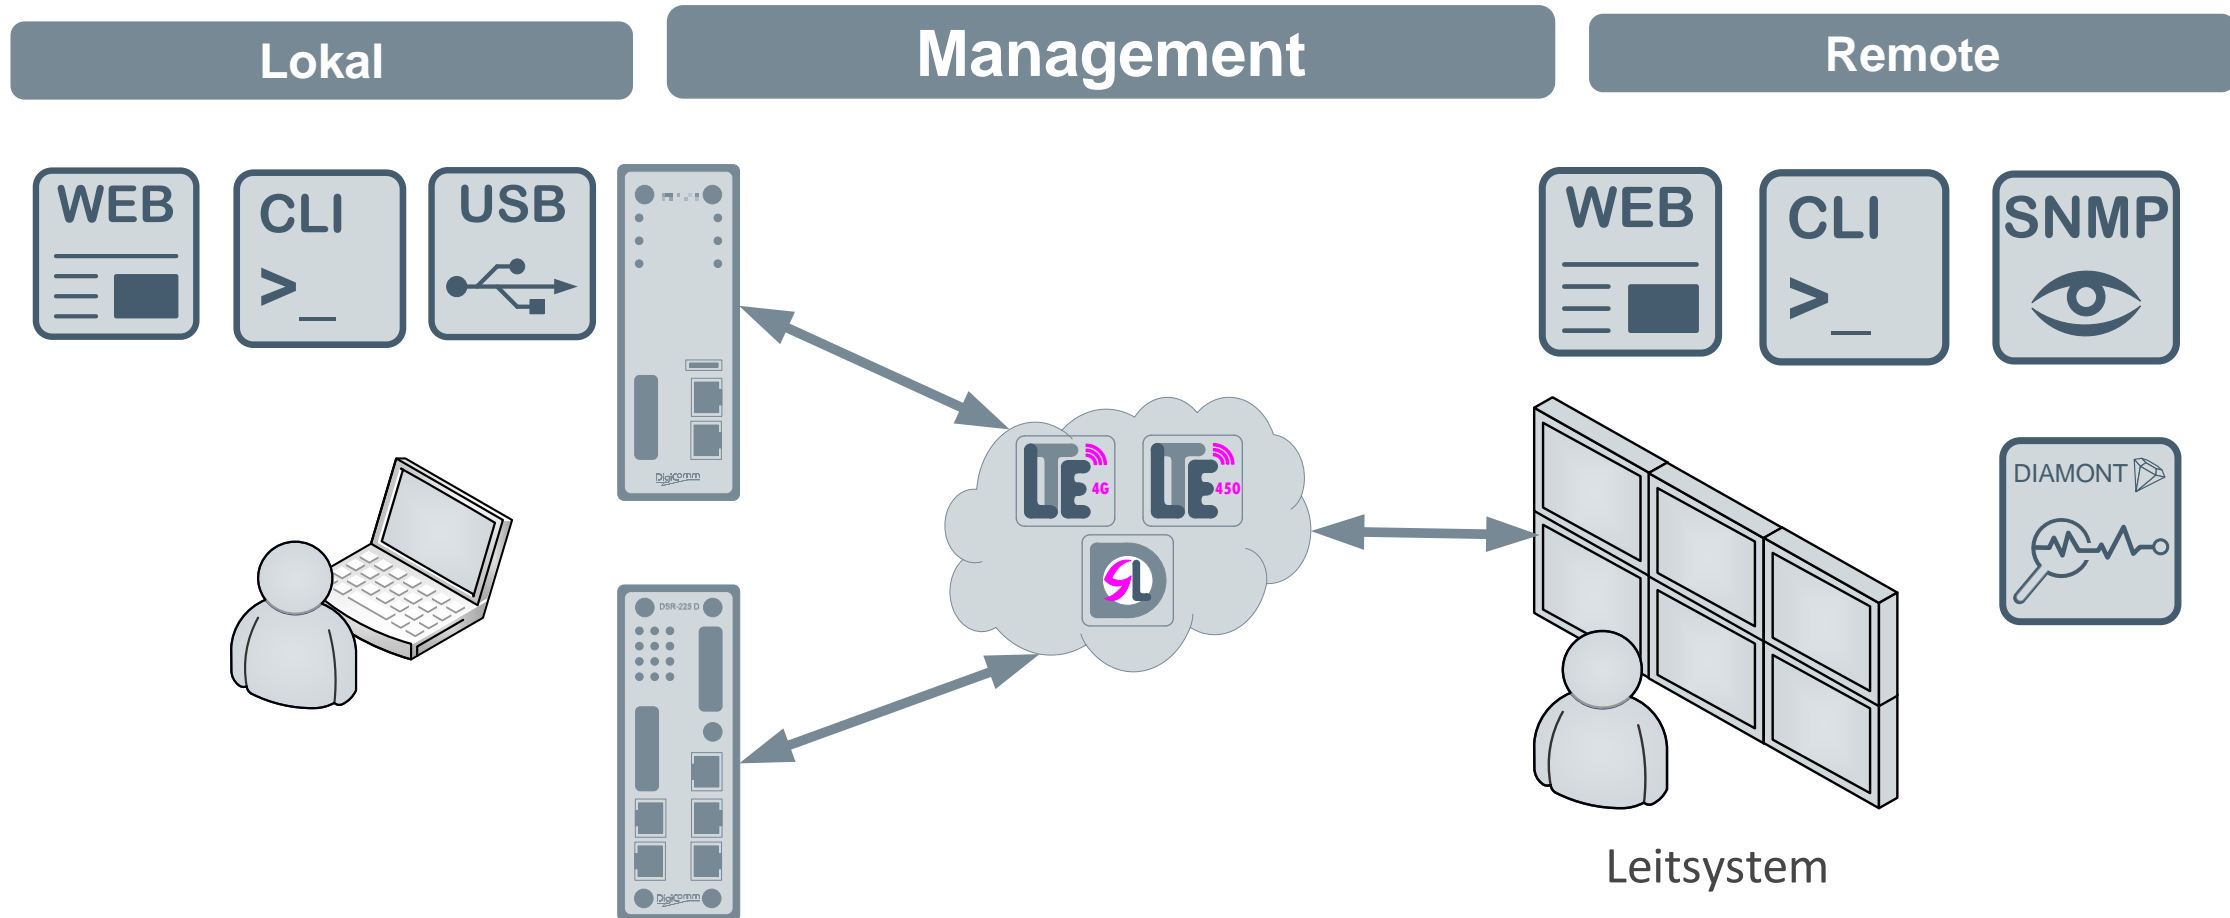 Lokal
Management
Remote
WEB
CLI
>_
USB
WEB
CLI
>_
SNMP
LTE
4G
LTE
450
DSL
DIAMONT
DigiComm
DSR-225 D
DigiComm
Leitsystem